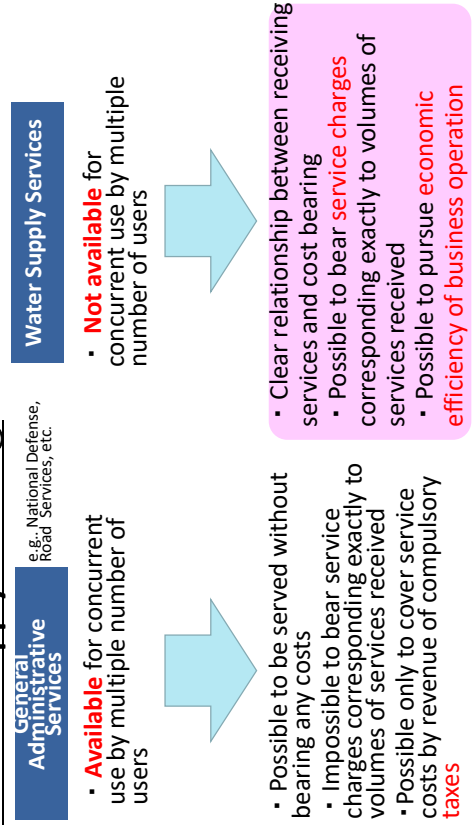 General
Administrative
Services
e.g.. National Defense,
Road Services, etc.
▪ Available for concurrent
use by multiple number of
users
▪ Possible to be served without
bearing any costs
▪ Impossible to bear service
charges corresponding exactly to
volumes of services received
▪ Possible only to cover service
costs by revenue of compulsory
taxes
Water Supply Services
▪ Not available for
concurrent use by multiple
number of users
▪ Clear relationship between receiving
services and cost bearing
▪ Possible to bear service charges
corresponding exactly to volumes of
services received
▪ Possible to pursue economic
efficiency of business operation